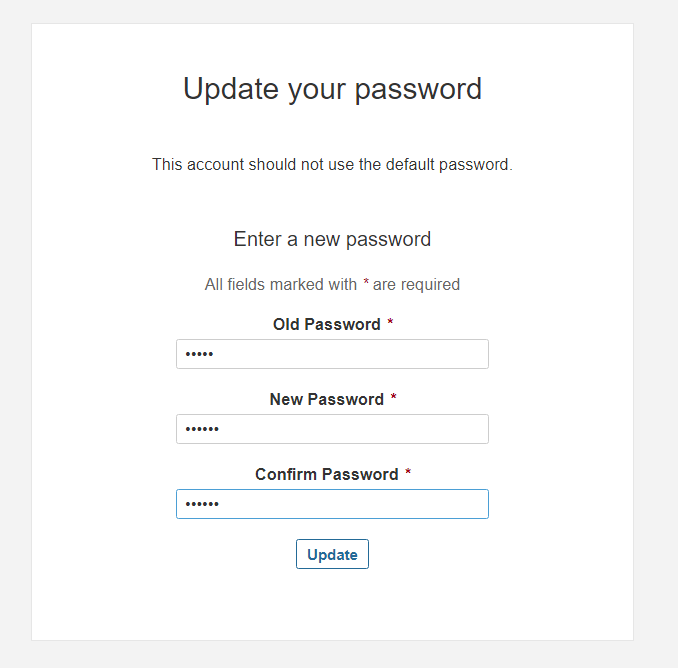 Update your password
This account should not use the default password.
Enter a new password
All fields marked with * are required
Old Password *
•••••
New Password *
••••••
Confirm Password *
••••••
Update